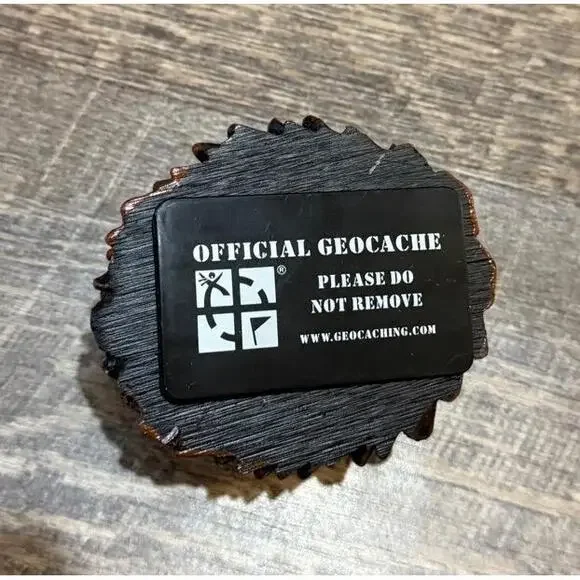 OFFICIAL GEOCACHE
®
PLEASE DO
NOT REMOVE
WWW.GEOCACHING.COM